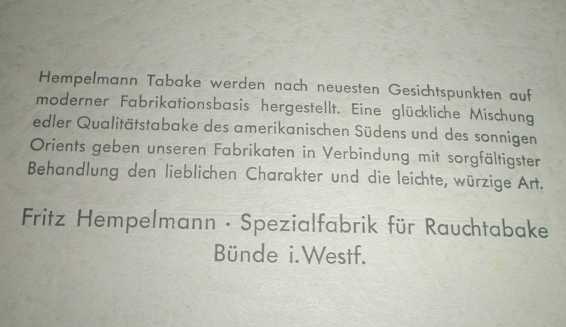 Hempelmann Tabake werden nach neuesten Gesichtspunkten auf
moderner Fabrikationsbasis hergestellt. Eine glückliche Mischung
edler Qualitätstabake des amerikanischen Südens und des sonnigen
Orients geben unseren Fabrikaten in Verbindung mit sorgfältigster
Behandlung den lieblichen Charakter und die leichte, würzige Art.
Fritz Hempelmann · Spezialfabrik für Rauchtabake
Bünde i. Westf.